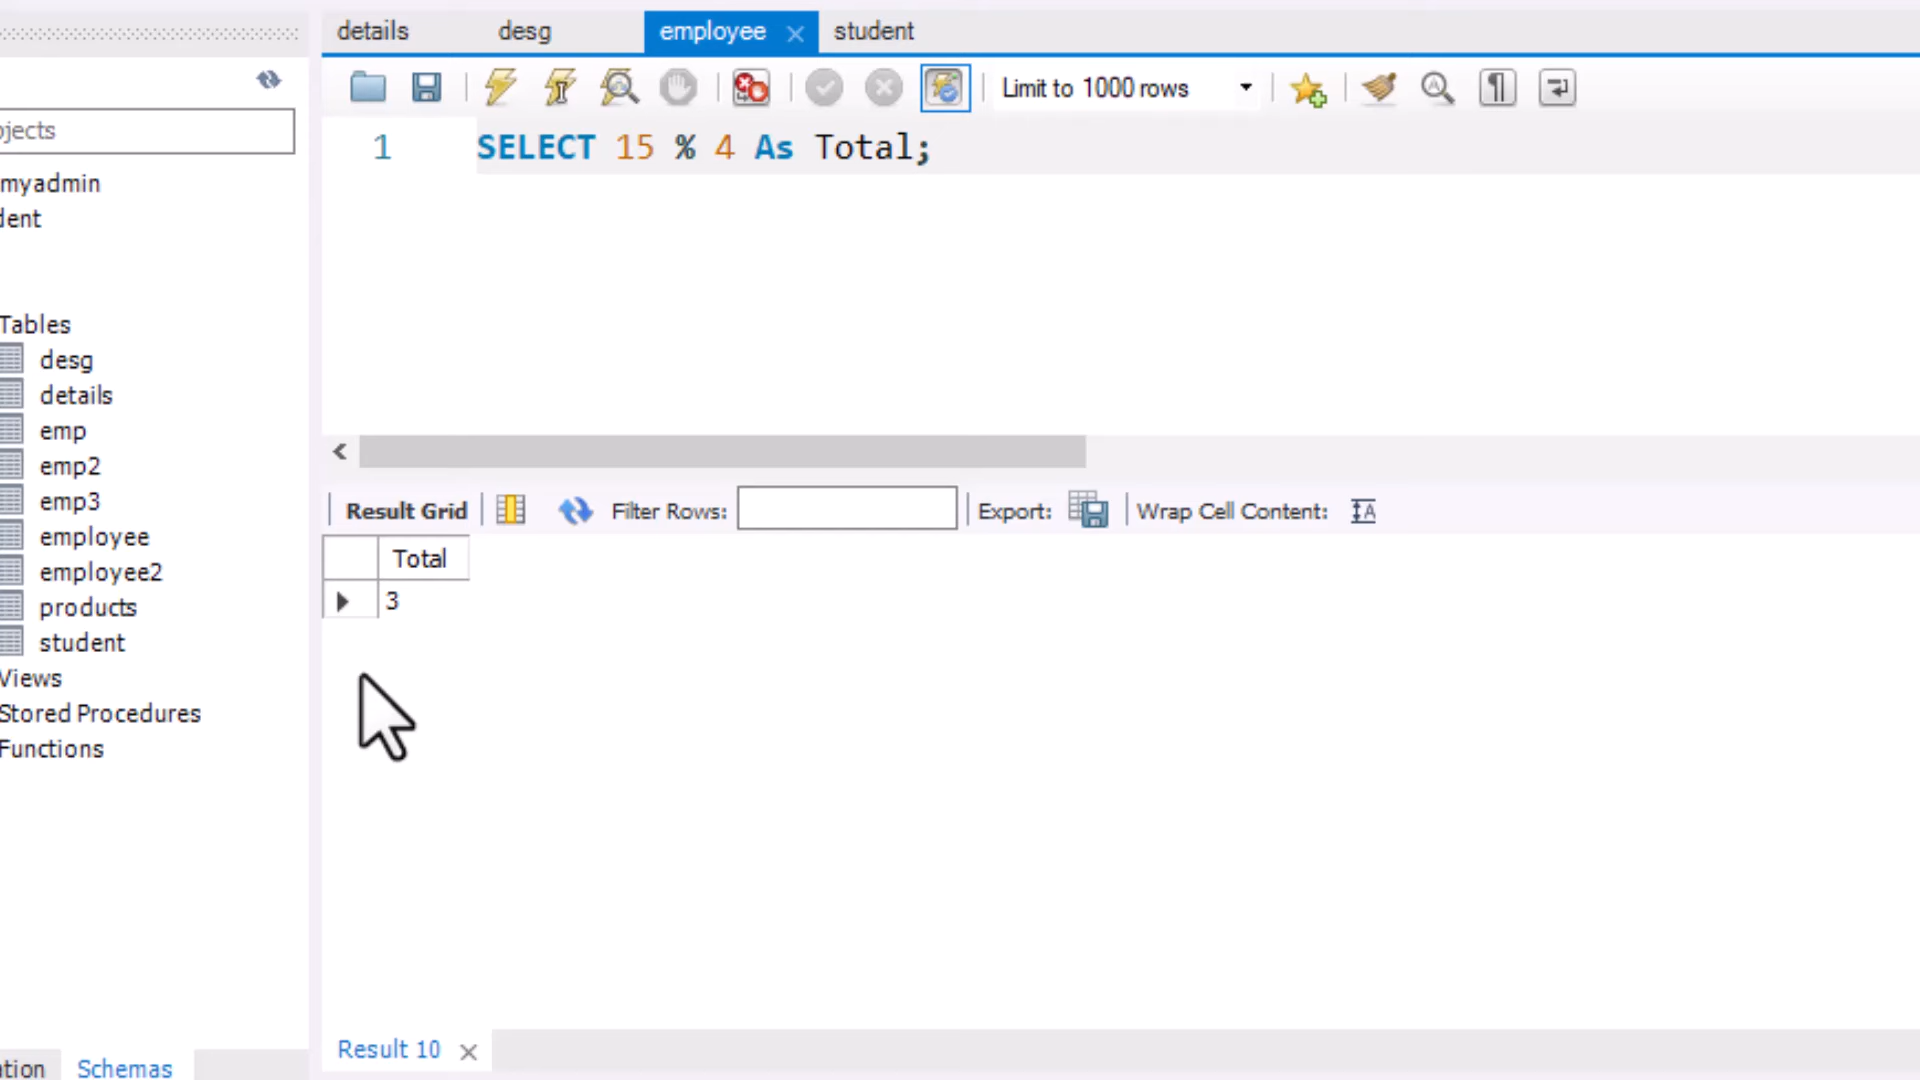 details desg employee student
Limit to 1000 rows
jects
1 SELECT 15 % 4 As Total;
myadmin
dent
Tables
desg
details
emp
emp2
emp3
employee
employee2
products
student
Views
Stored Procedures
Functions
Result Grid Filter Rows: Export: Wrap Cell Content:
Total
3
Result 10
tion Schemas